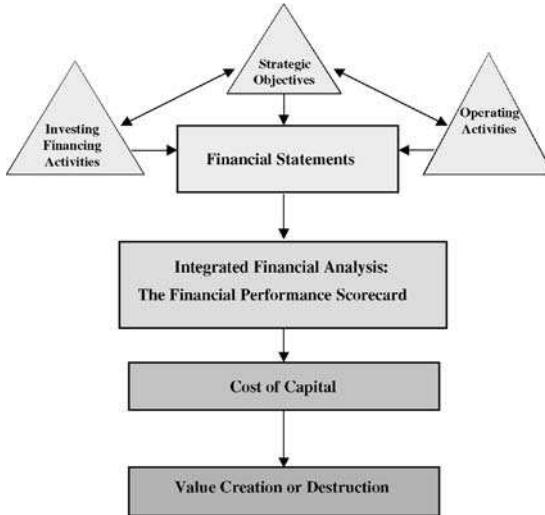 Strategic
Objectives
Investing
Financing
Activities
Operating
Activities
Financial Statements
Integrated Financial Analysis:
The Financial Performance Scorecard
Cost of Capital
Value Creation or Destruction